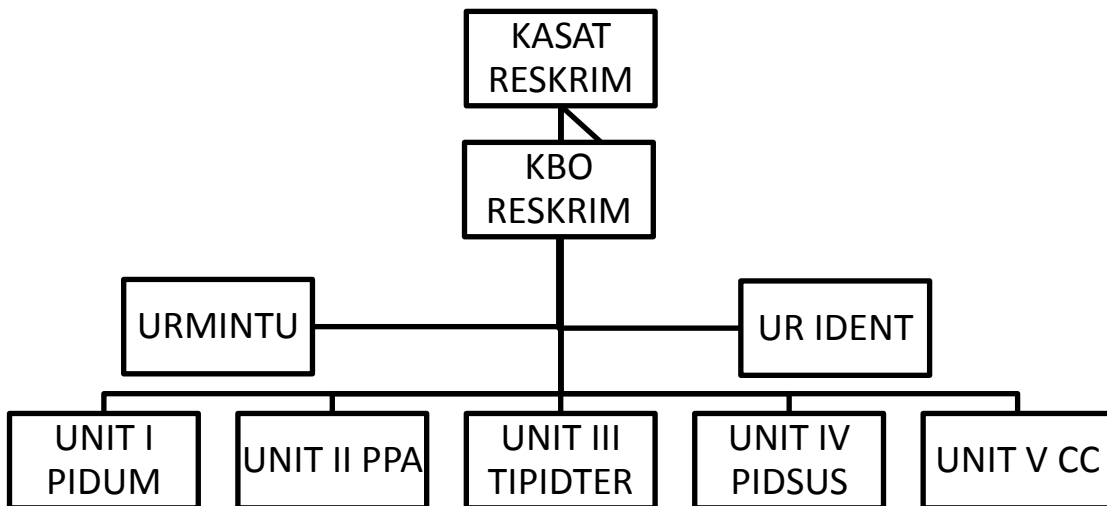 KASAT
RESKRIM
KBO
RESKRIM
URMINTU
UR IDENT
UNIT I
PIDUM
UNIT II PPA
UNIT III
TIPIDTER
UNIT IV
PIDSUS
UNIT V CC